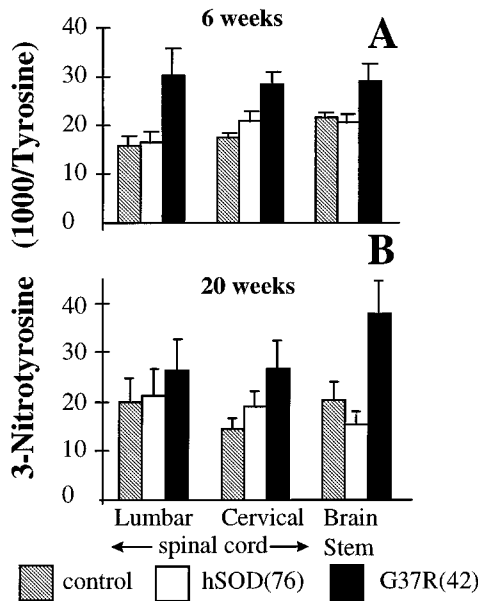 6 weeks
A
40
30
20
10
0
3-Nitrotyrosine (1000/Tyrosine)
B
20 weeks
40
30
20
10
0
Lumbar Cervical Brain
← spinal cord → Stem
control hSOD(76) G37R(42)